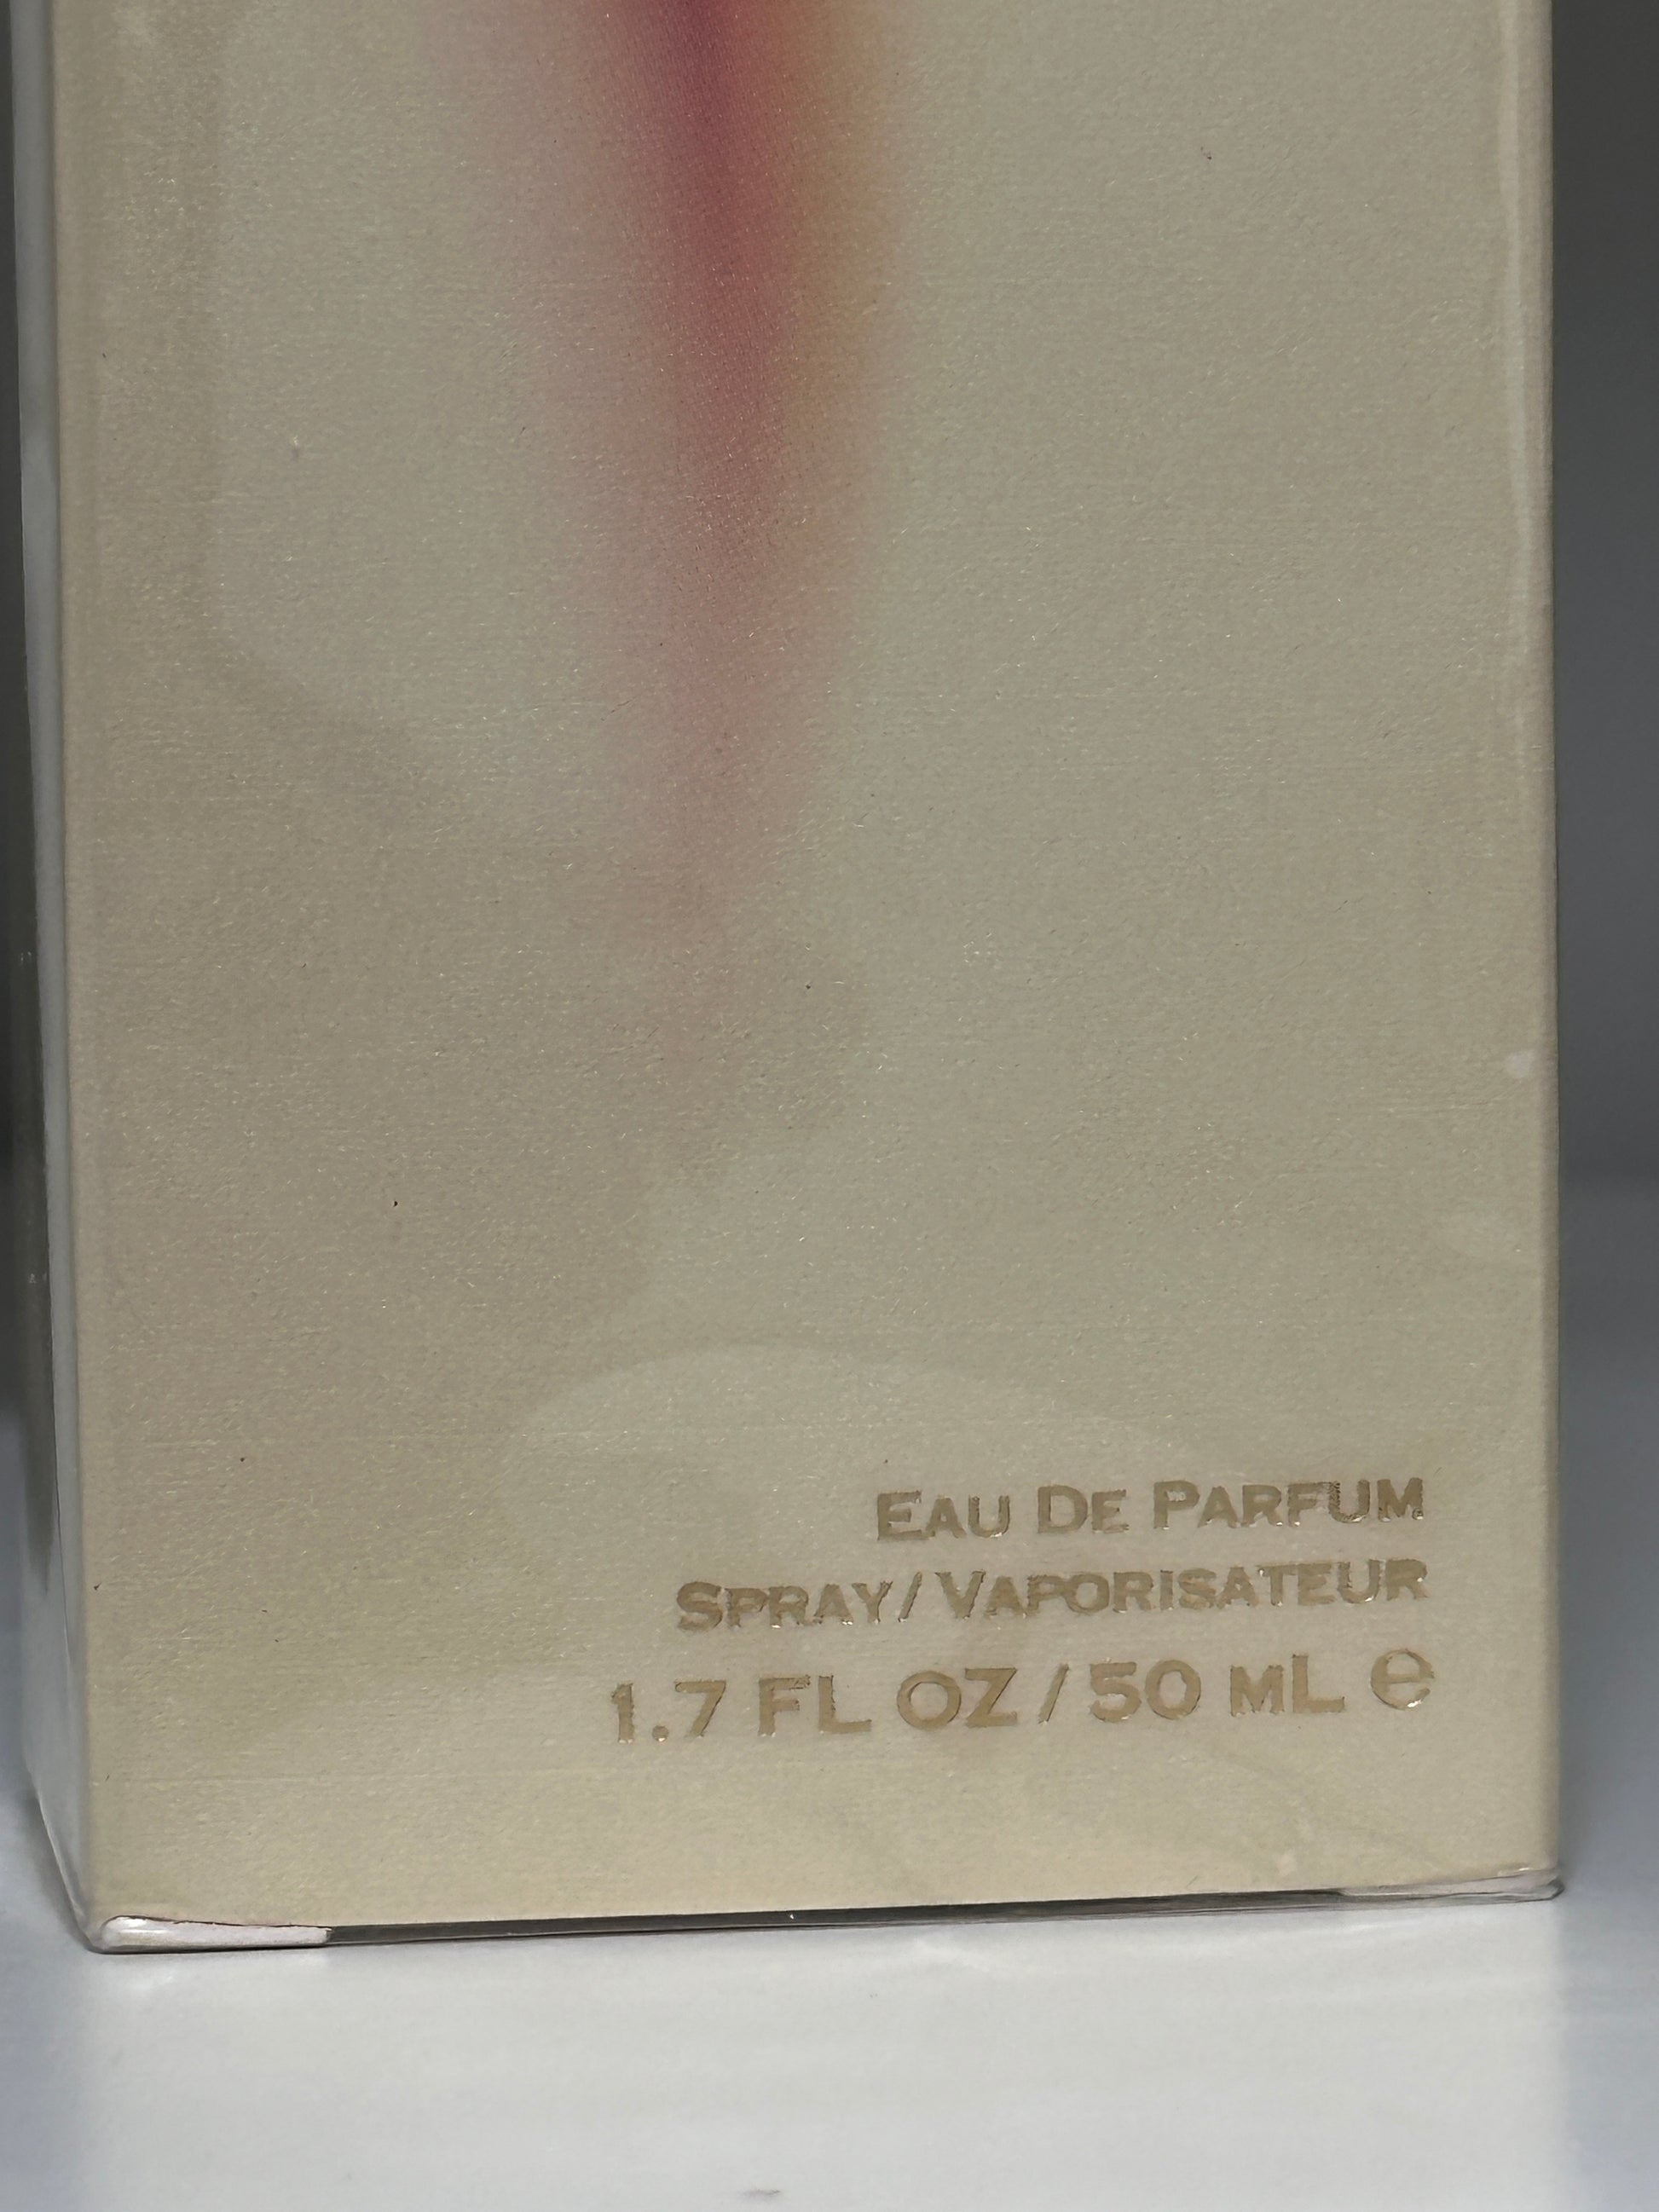 EAU DE PARFUM
SPRAY/VAPORISATEUR
1.7 FL OZ / 50 mL ℮